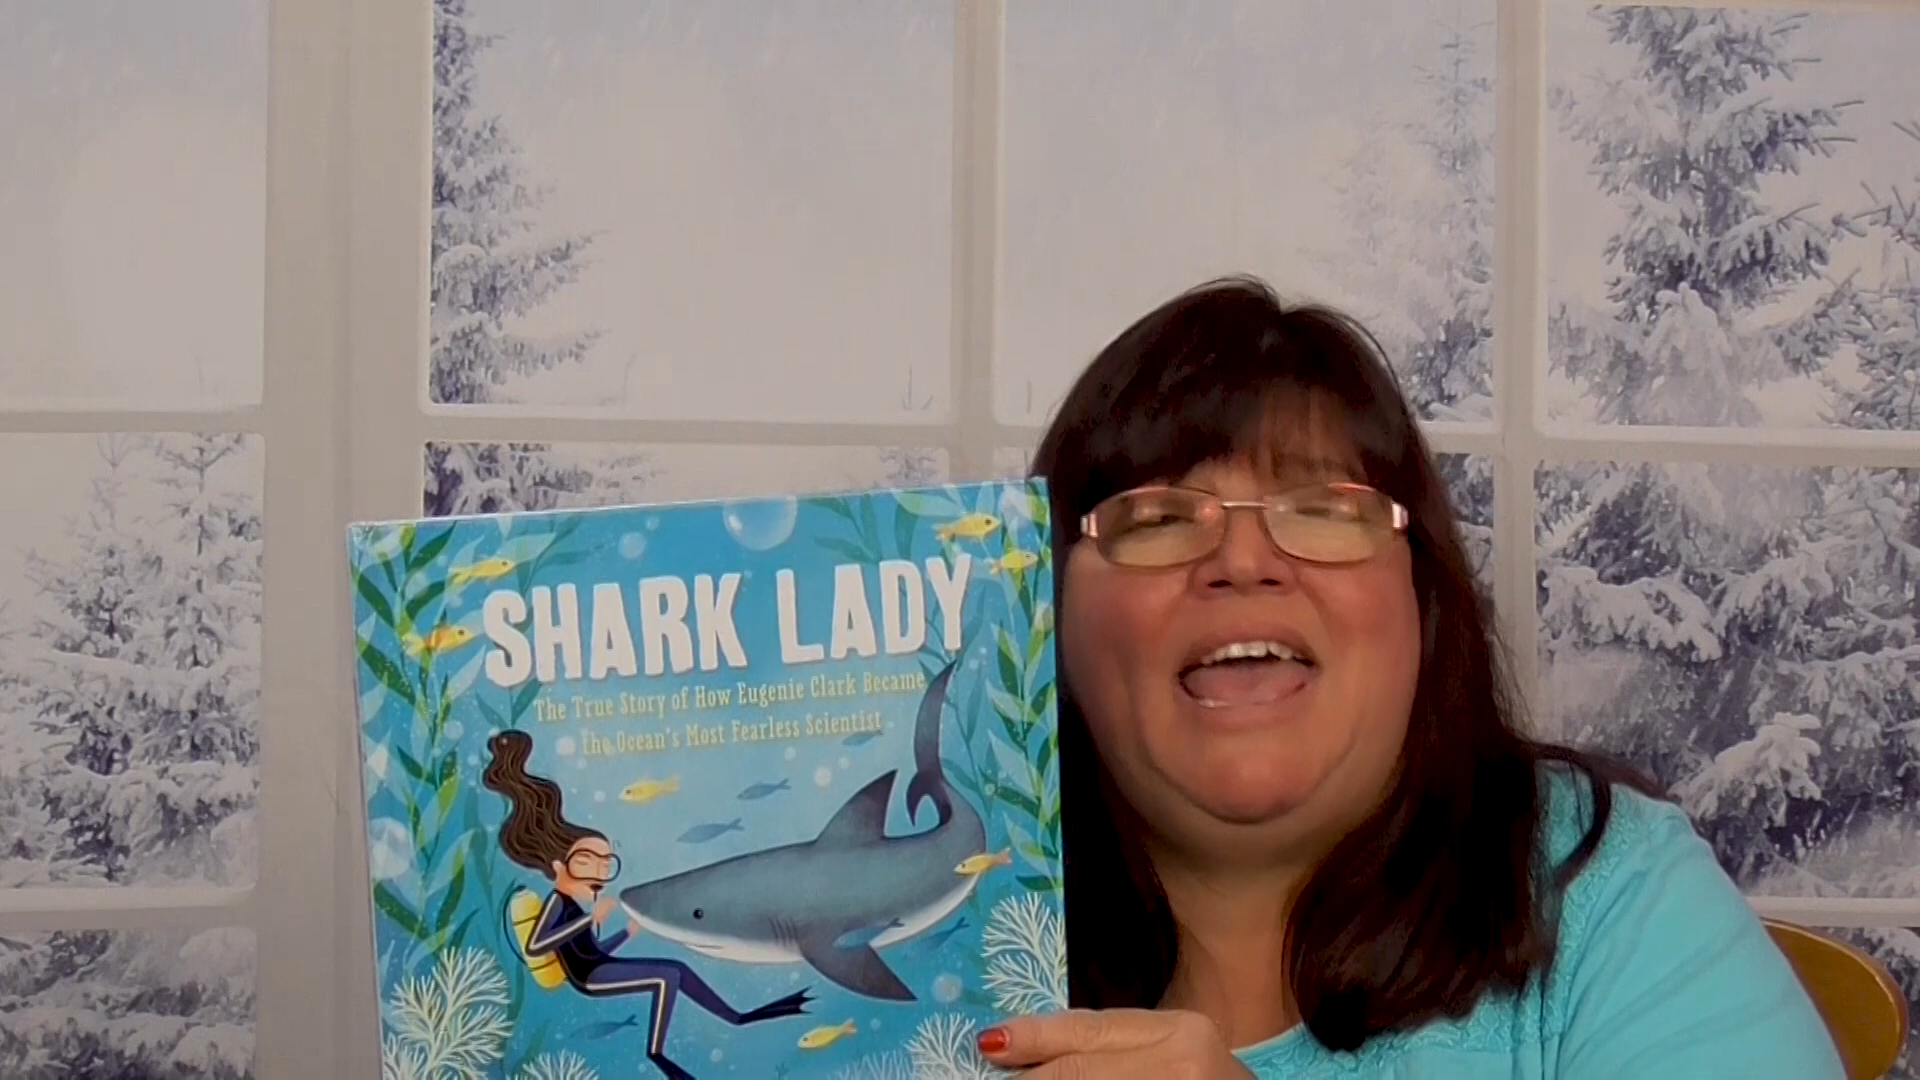 SHARK LADY
The True Story of How Eugenie Clark Became
The Ocean's Most Fearless Scientist